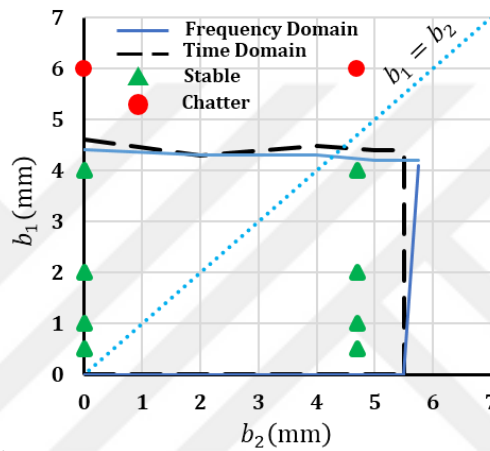 Frequency Domain
Time Domain
Stable
Chatter
b₁ = b₂
7
6
5
4
3
2
1
0
b₁(mm)
0 1 2 3 4 5 6 7
b₂(mm)